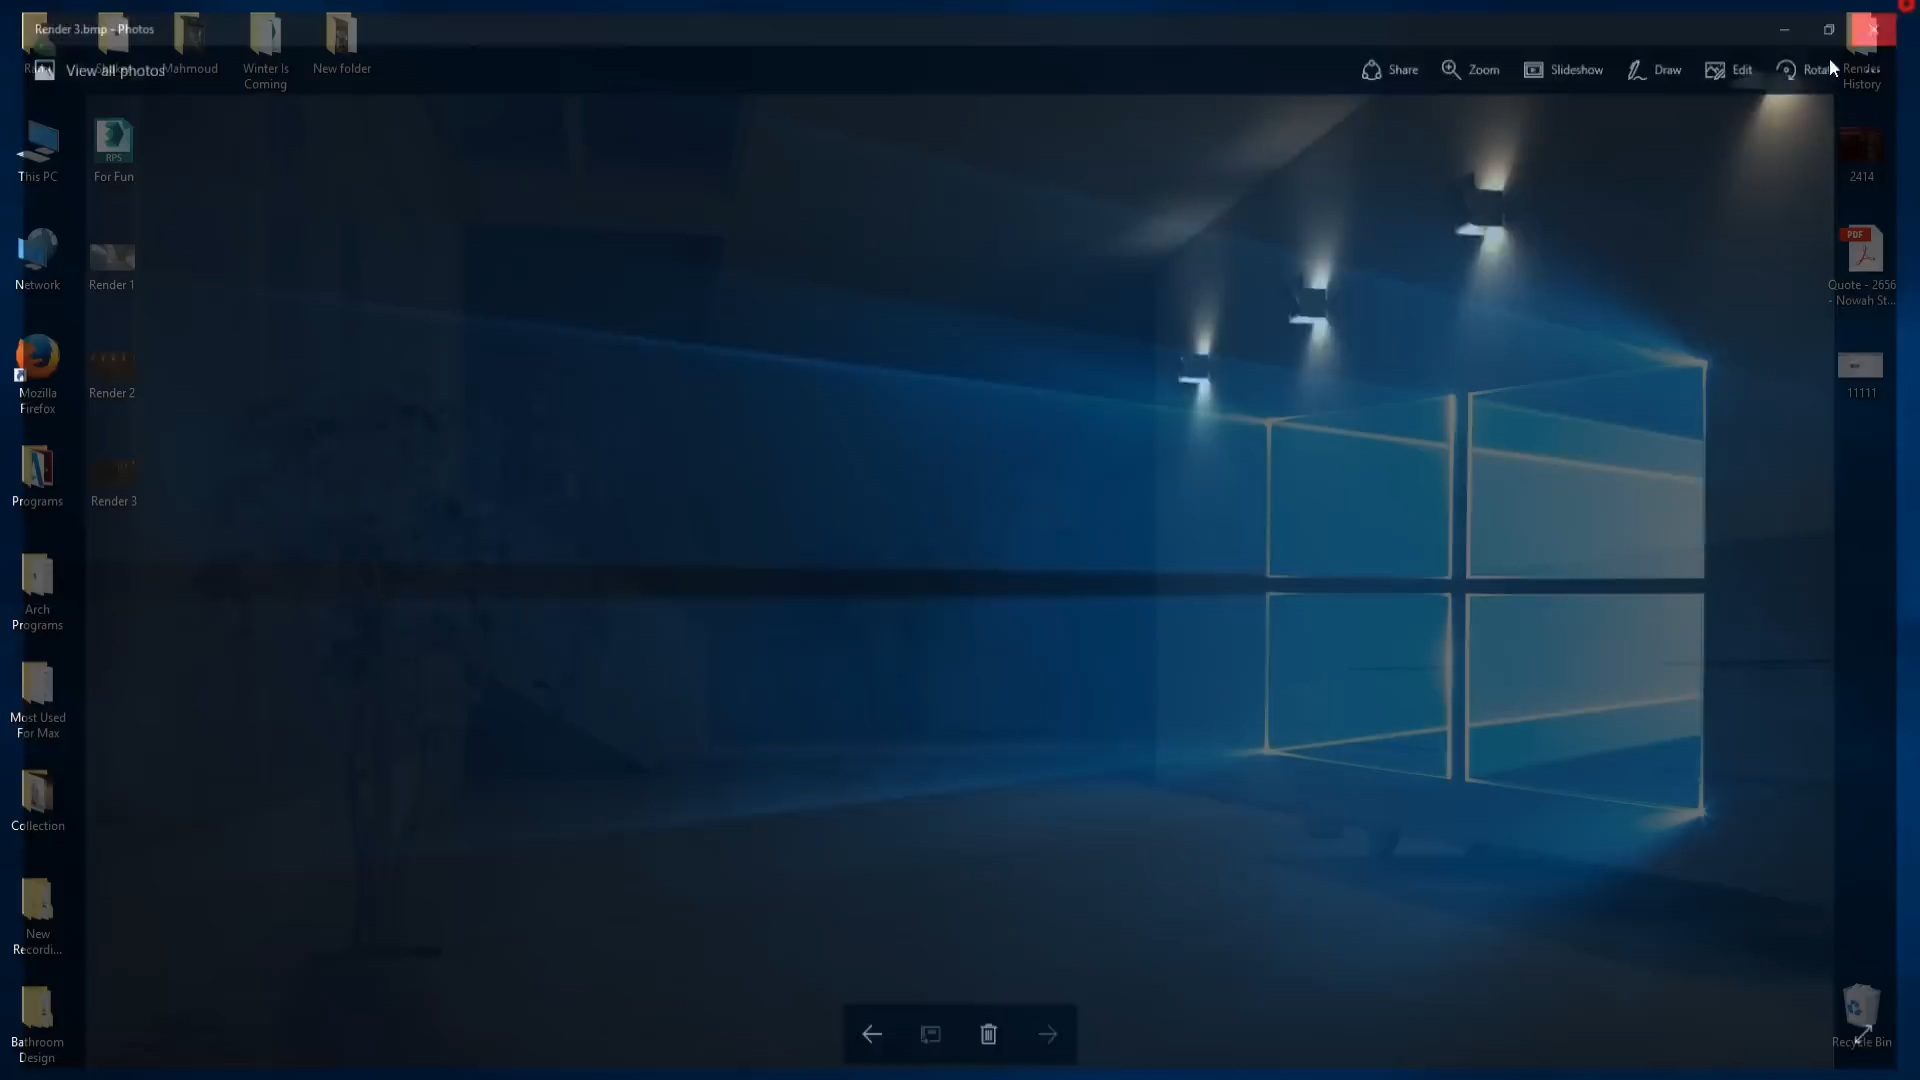 Render 3.bmp - Photos
View all photos
Mahmoud
Winter Is
Coming
New folder
Share
Zoom
Slideshow
Draw
Edit
Render
History
This PC
RPS
For Fun
2414
Network
Render 1
PDF
Quote - 2656
- Nowah St...
Mozilla
Firefox
Render 2
11111
Programs
Render 3
Arch
Programs
Most Used
For Max
Collection
New
Recordi...
Bathroom
Design
Recycle Bin